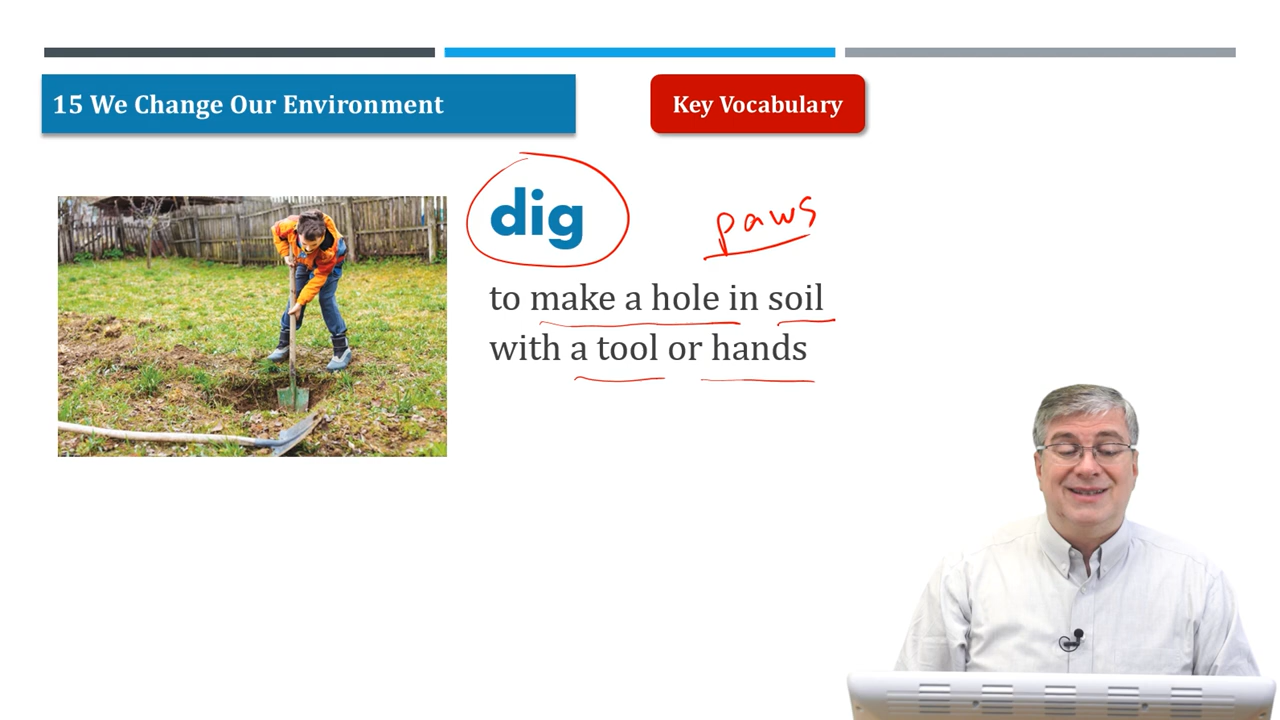 15 We Change Our Environment
Key Vocabulary
dig
paws
to make a hole in soil
with a tool or hands